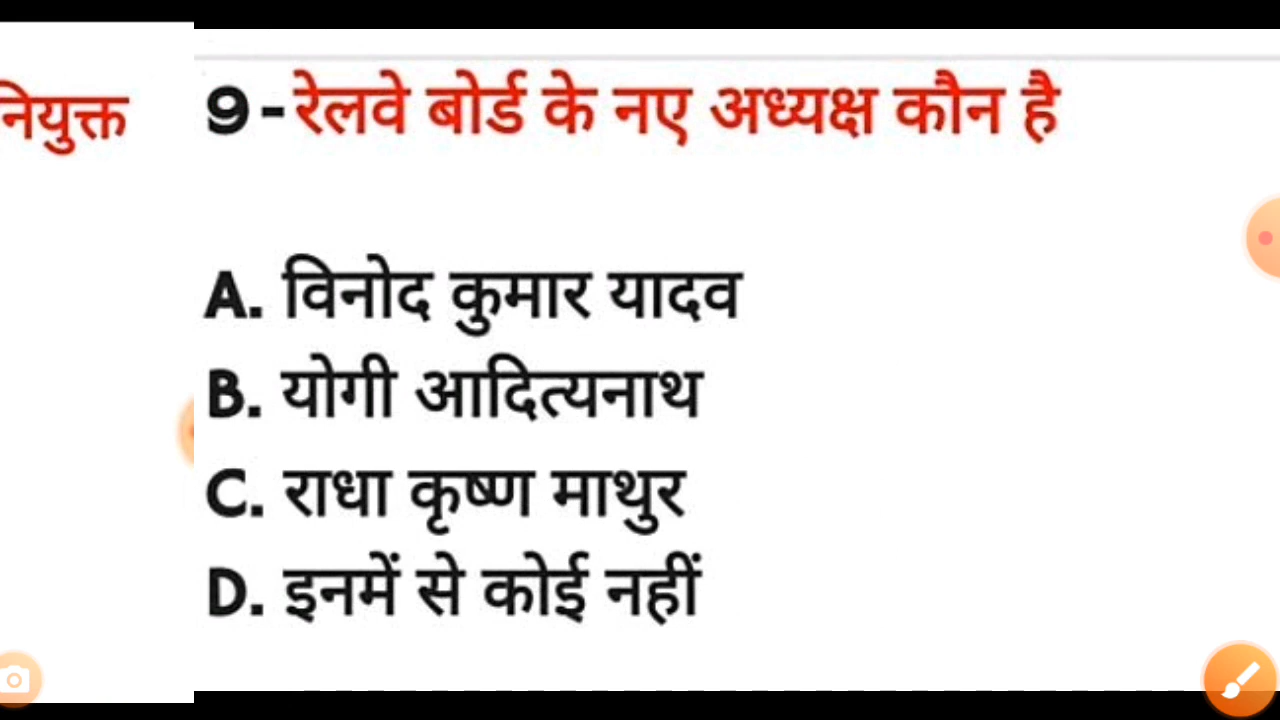 नियुक्त
9-रेलवे बोर्ड के नए अध्यक्ष कौन है
A. विनोद कुमार यादव
B. योगी आदित्यनाथ
C. राधा कृष्ण माथुर
D. इनमें से कोई नहीं